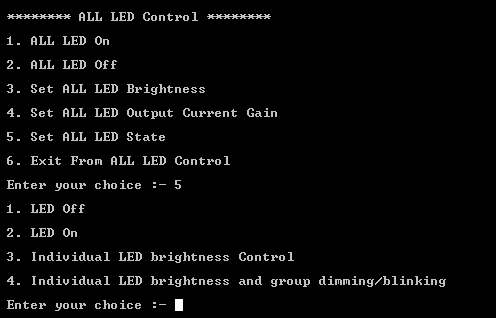 ******** ALL LED Control ********
1. ALL LED On
2. ALL LED Off
3. Set ALL LED Brightness
4. Set ALL LED Output Current Gain
5. Set ALL LED State
6. Exit From ALL LED Control
Enter your choice :- 5
1. LED Off
2. LED On
3. Individual LED brightness Control
4. Individual LED brightness and group dimming/blinking
Enter your choice :-